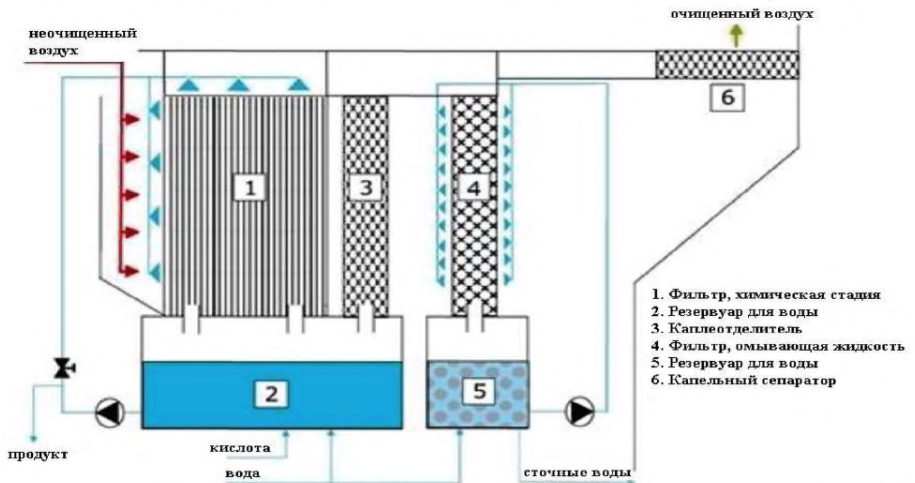 очищенный воздух
неочищенный
воздух
6
1
3
4
1. Фильтр, химическая стадия
2. Резервуар для воды
3. Каплеотделитель
4. Фильтр, омывающая жидкость
5. Резервуар для воды
6. Капельный сепаратор
2
5
продукт
кислота
вода
сточные воды